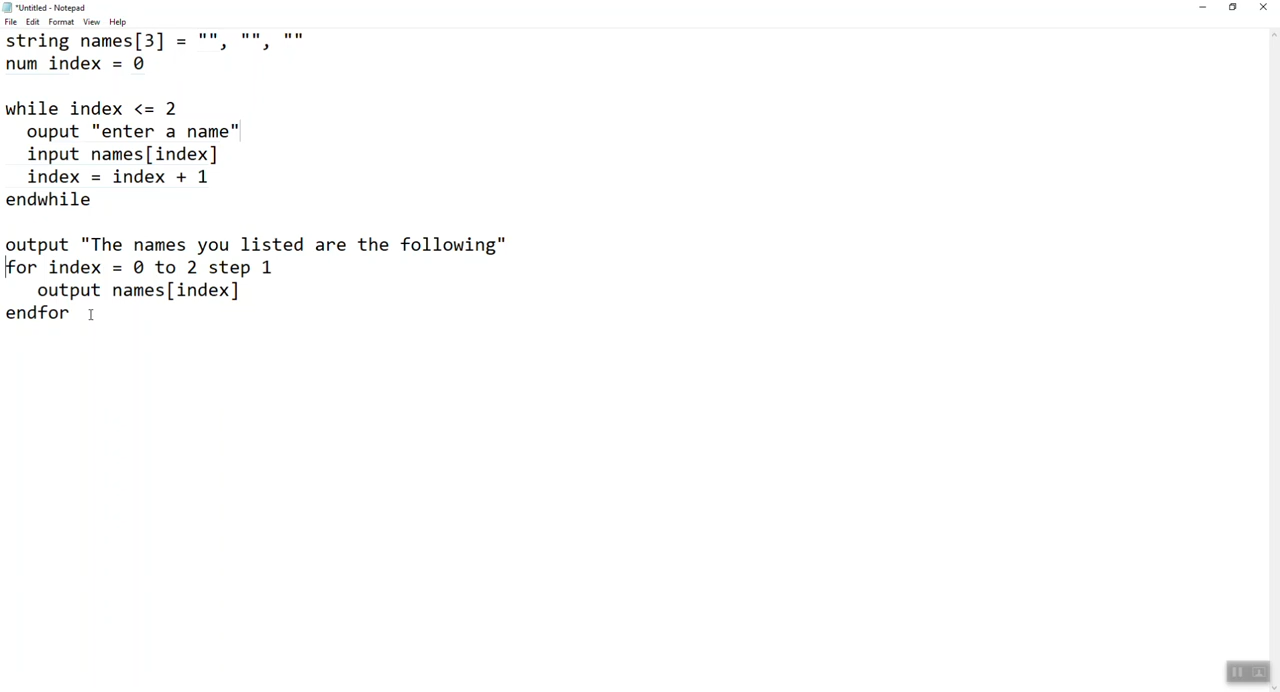 *Untitled - Notepad
File Edit Format View Help
string names[3] = "", "", ""
num index = 0
while index <= 2
ouput "enter a name"
input names[index]
index = index + 1
endwhile
output "The names you listed are the following"
for index = 0 to 2 step 1
output names[index]
endfor